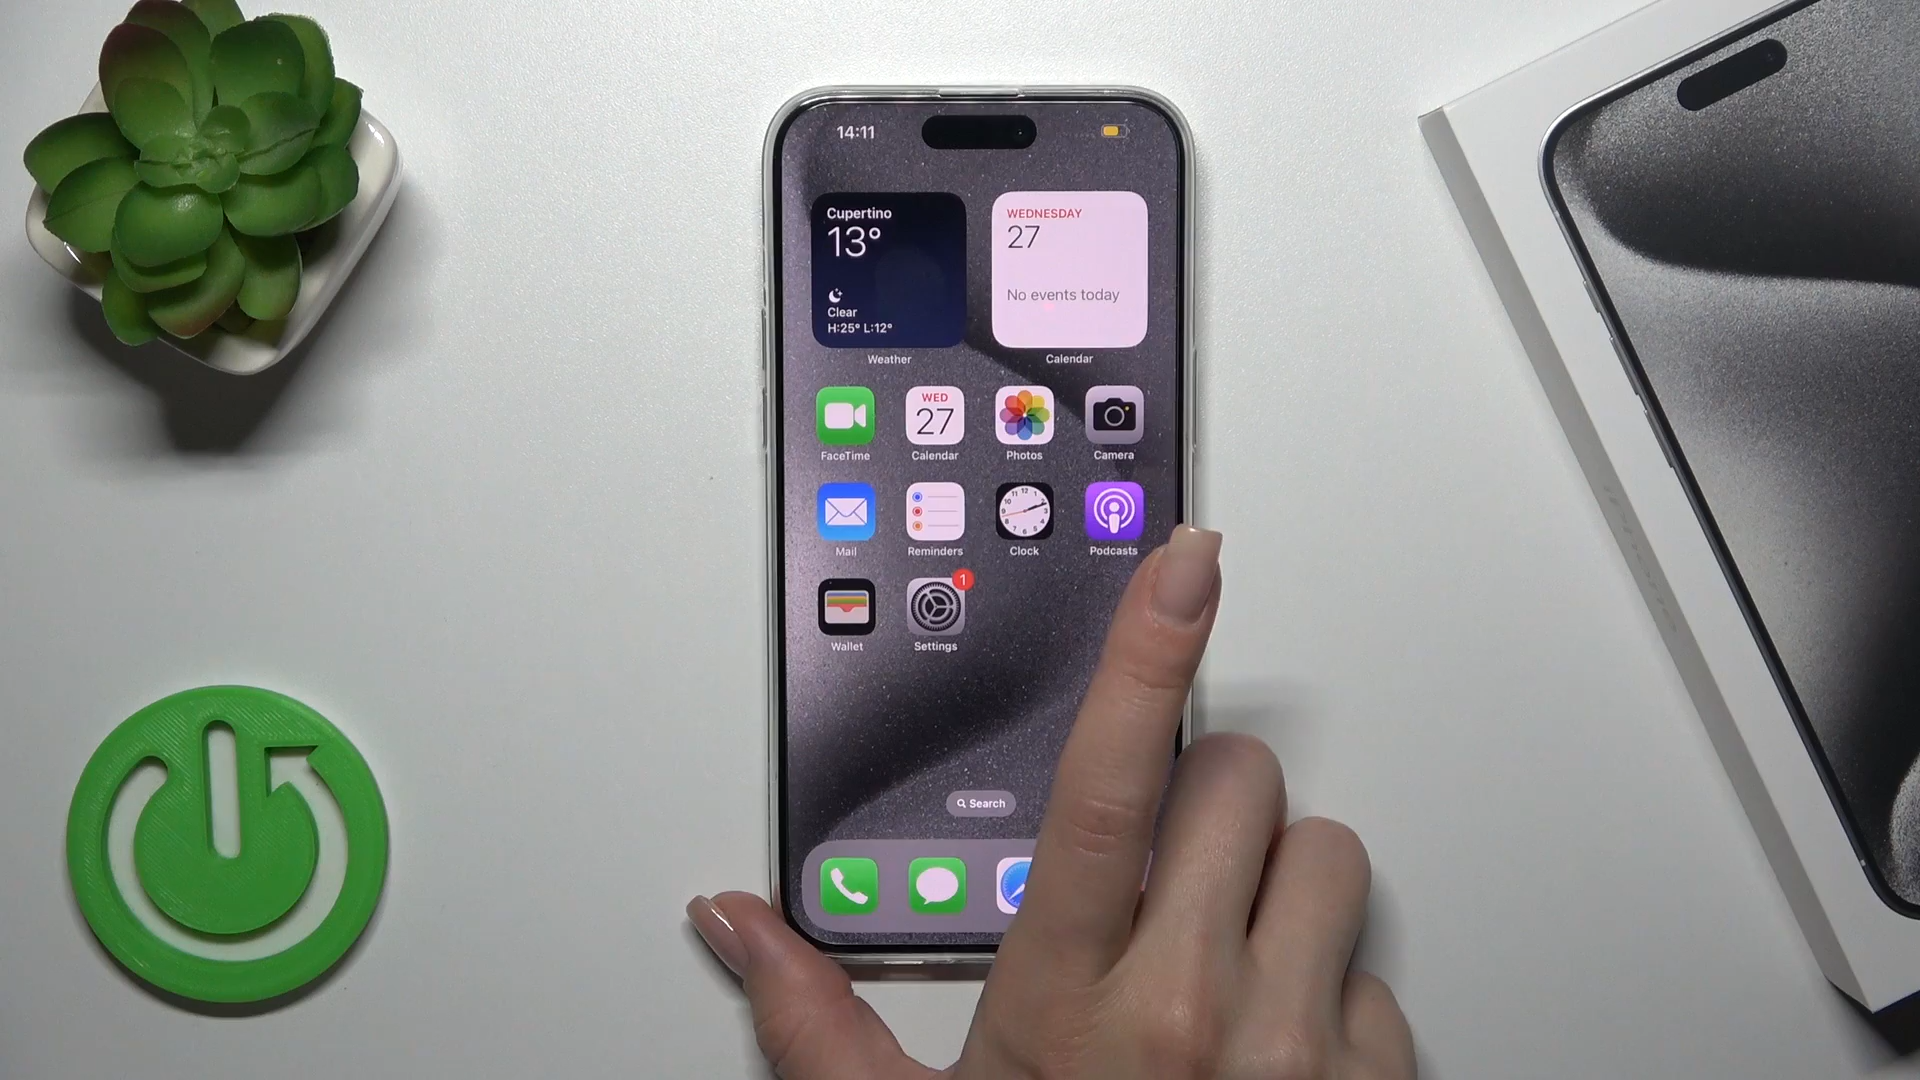 14:11
Cupertino
13°
Clear
H:25° L:12°
Weather
WEDNESDAY
27
No events today
Calendar
FaceTime
WED
27
Calendar
Photos
Camera
Mail
Reminders
Clock
Podcasts
Wallet
1
Settings
Search